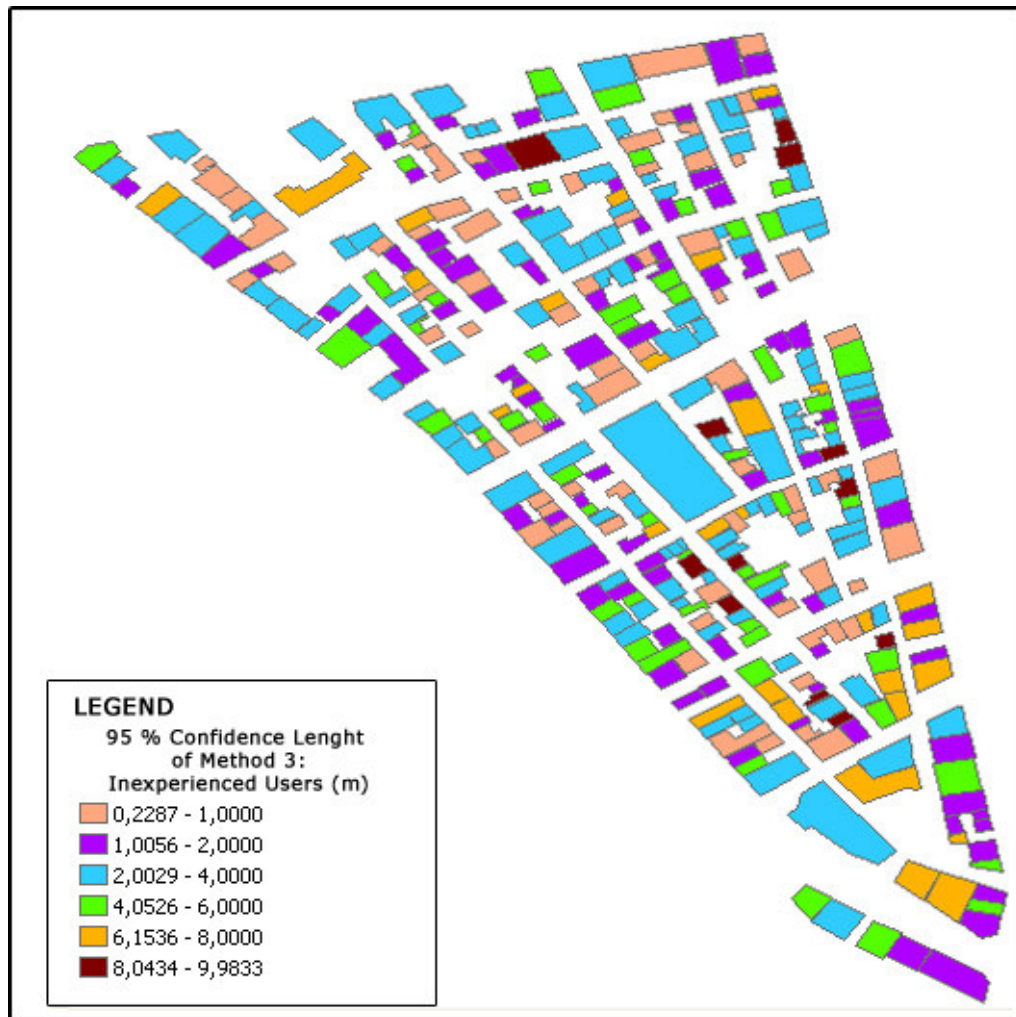 LEGEND
95 % Confidence Lenght
of Method 3:
Inexperienced Users (m)
0,2287 - 1,0000
1,0056 - 2,0000
2,0029 - 4,0000
4,0526 - 6,0000
6,1536 - 8,0000
8,0434 - 9,9833